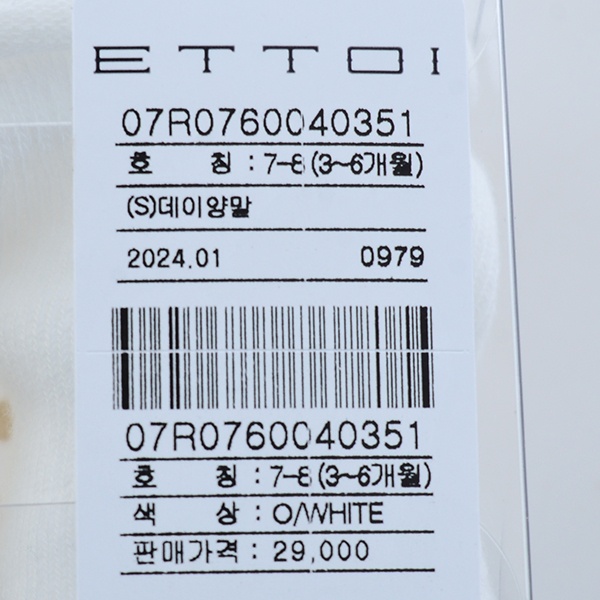 ETTOI
07R0760040351
호 칭 : 7-8 (3~6개월)
(S)데이양말
2024.01 0979
07R0760040351
호 칭 : 7-8 (3~6개월)
색 상 : O/WHITE
판매가격 : 29,000